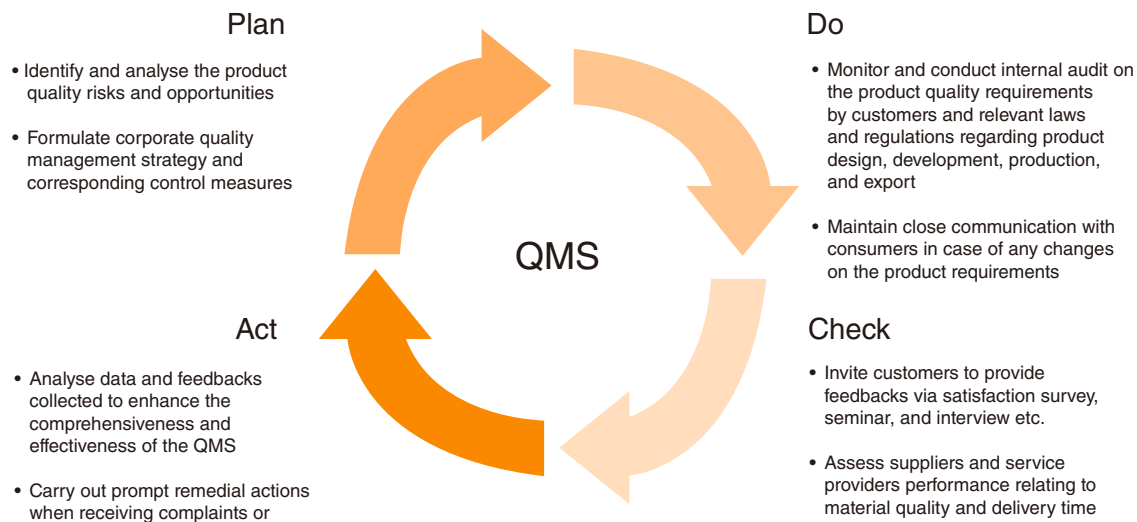 Plan
• Identify and analyse the product
quality risks and opportunities
• Formulate corporate quality
management strategy and
corresponding control measures
Do
• Monitor and conduct internal audit on
the product quality requirements
by customers and relevant laws
and regulations regarding product
design, development, production,
and export
• Maintain close communication with
consumers in case of any changes
on the product requirements
QMS
Act
• Analyse data and feedbacks
collected to enhance the
comprehensiveness and
effectiveness of the QMS
• Carry out prompt remedial actions
when receiving complaints or
Check
• Invite customers to provide
feedbacks via satisfaction survey,
seminar, and interview etc.
• Assess suppliers and service
providers performance relating to
material quality and delivery time